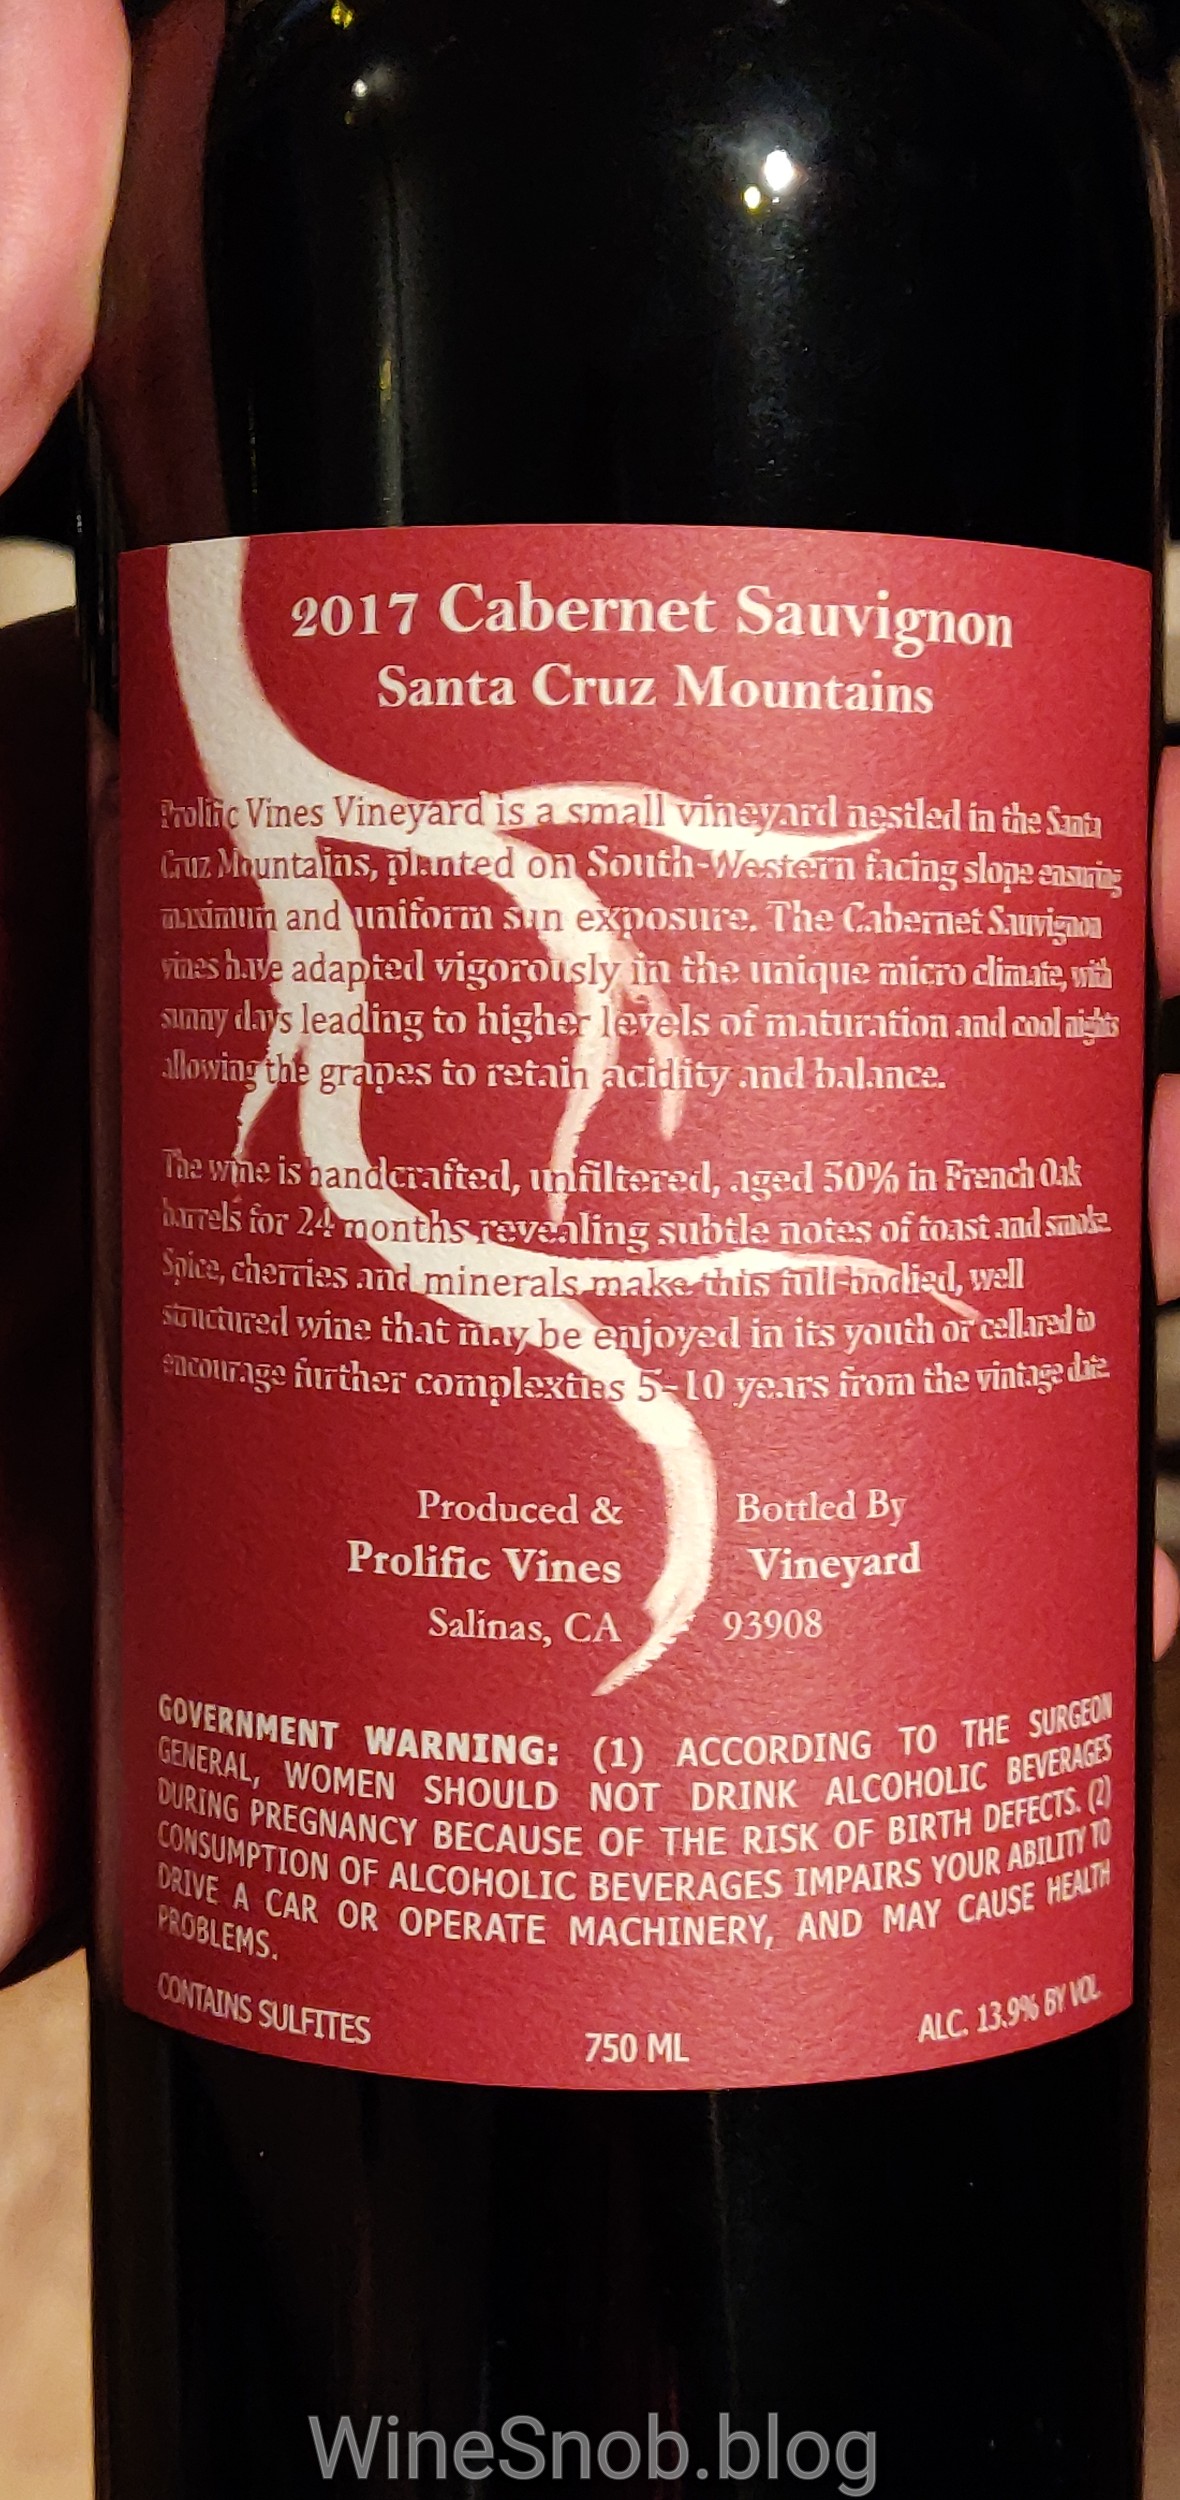 2017 Cabernet Sauvignon
Santa Cruz Mountains
Prolific Vines Vineyard is a small vineyard nestled in the Santa
Cruz Mountains, planted on South-Western facing slope ensuring
maximum and uniform sun exposure. The Cabernet Sauvignon
vines have adapted vigorously in the unique micro climate, with
sunny days leading to higher levels of maturation and cool nights
allowing the grapes to retain acidity and balance.
The wine is handcrafted, unfiltered, aged 50% in French Oak
barrels for 24 months revealing subtle notes of toast and smoke.
Spice, cherries and minerals make this full-bodied, well
structured wine that may be enjoyed in its youth or cellared to
encourage further complexties 5-10 years from the vintage date.
Produced & Bottled By
Prolific Vines Vineyard
Salinas, CA 93908
GOVERNMENT WARNING: (1) ACCORDING TO THE SURGEON
GENERAL, WOMEN SHOULD NOT DRINK ALCOHOLIC BEVERAGES
DURING PREGNANCY BECAUSE OF THE RISK OF BIRTH DEFECTS. (2)
CONSUMPTION OF ALCOHOLIC BEVERAGES IMPAIRS YOUR ABILITY TO
DRIVE A CAR OR OPERATE MACHINERY, AND MAY CAUSE HEALTH
PROBLEMS.
CONTAINS SULFITES 750 ML ALC. 13.9% BY VOL
WineSnob.blog